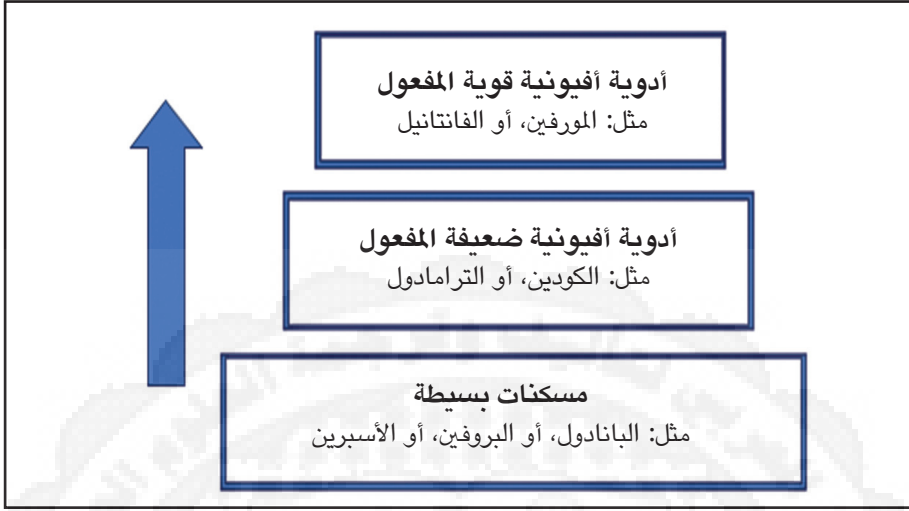 أدوية أفيونية قوية المفعول
مثل: المورفين، أو الفانتانيل
أدوية أفيونية ضعيفة المفعول
مثل: الكودين، أو الترامادول
مسكنات بسيطة
مثل: البانادول، أو البروفين، أو الأسبرين